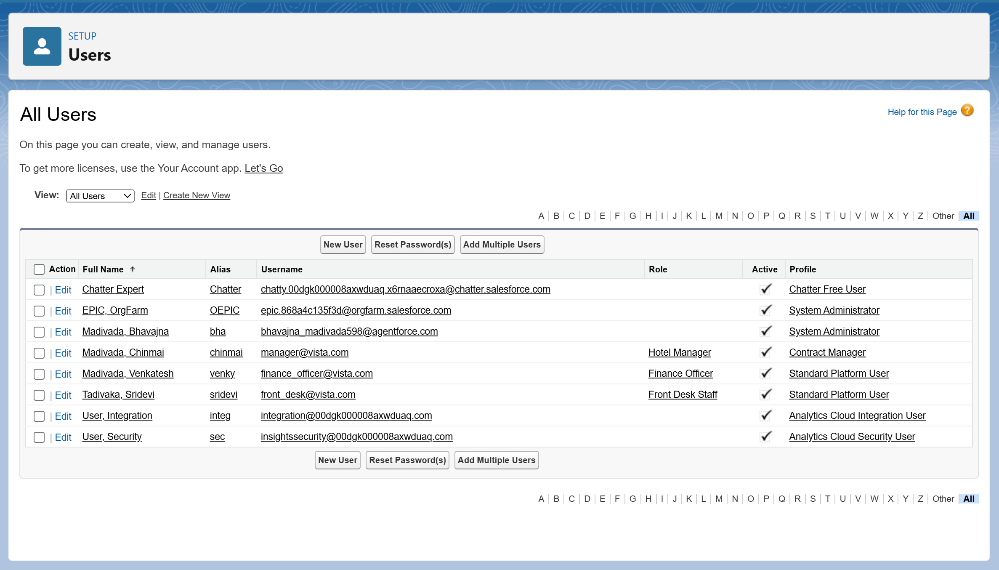 SETUP
Users
All Users
Help for this Page ?
On this page you can create, view, and manage users.
To get more licenses, use the Your Account app. Let's Go
View: All Users Edit | Create New View
A | B | C | D | E | F | G | H | I | J | K | L | M | N | O | P | Q | R | S | T | U | V | W | X | Y | Z | Other | All
New User Reset Password(s) Add Multiple Users
Action Full Name ↑ Alias Username Role Active Profile
| Edit Chatter Expert Chatter chatty.00dgk000008axwduaq.x6rnaaecroxa@chatter.salesforce.com Chatter Free User
| Edit EPIC, OrgFarm OEPIC epic.868a4c135f3d@orgfarm.salesforce.com System Administrator
| Edit Madivada, Bhavajna bha bhavajna_madivada598@agentforce.com System Administrator
| Edit Madivada, Chinmai chinmai manager@vista.com Hotel Manager Contract Manager
| Edit Madivada, Venkatesh venky finance_officer@vista.com Finance Officer Standard Platform User
| Edit Tadivaka, Sridevi sridevi front_desk@vista.com Front Desk Staff Standard Platform User
| Edit User, Integration integ integration@00dgk000008axwduaq.com Analytics Cloud Integration User
| Edit User, Security sec insightssecurity@00dgk000008axwduaq.com Analytics Cloud Security User
New User Reset Password(s) Add Multiple Users
A | B | C | D | E | F | G | H | I | J | K | L | M | N | O | P | Q | R | S | T | U | V | W | X | Y | Z | Other | All